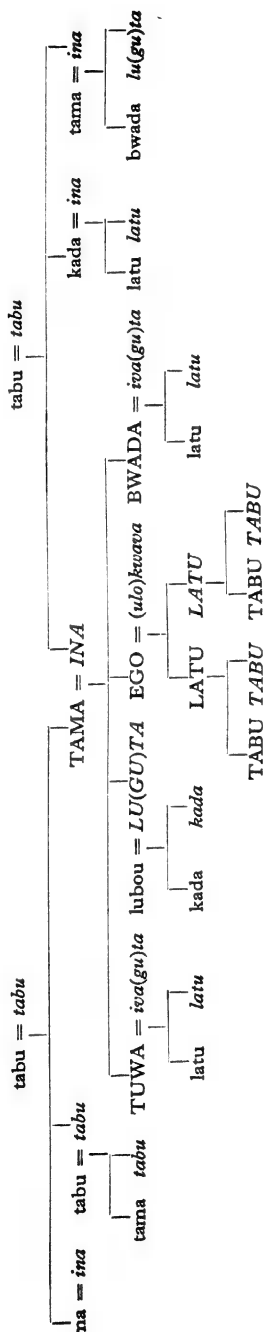 tabu = tabu tabu = tabu
ma = ina tabu = tabu TAMA = INA kada = ina tama = ina
tama tabu latu latu bwada lu(gu)ta
TUWA = iva(gu)ta lubou = LU(GU)TA EGO = (ulo)kwava BWADA = iva(gu)ta
latu latu kada kada LATU LATU latu latu
TABU TABU TABU TABU